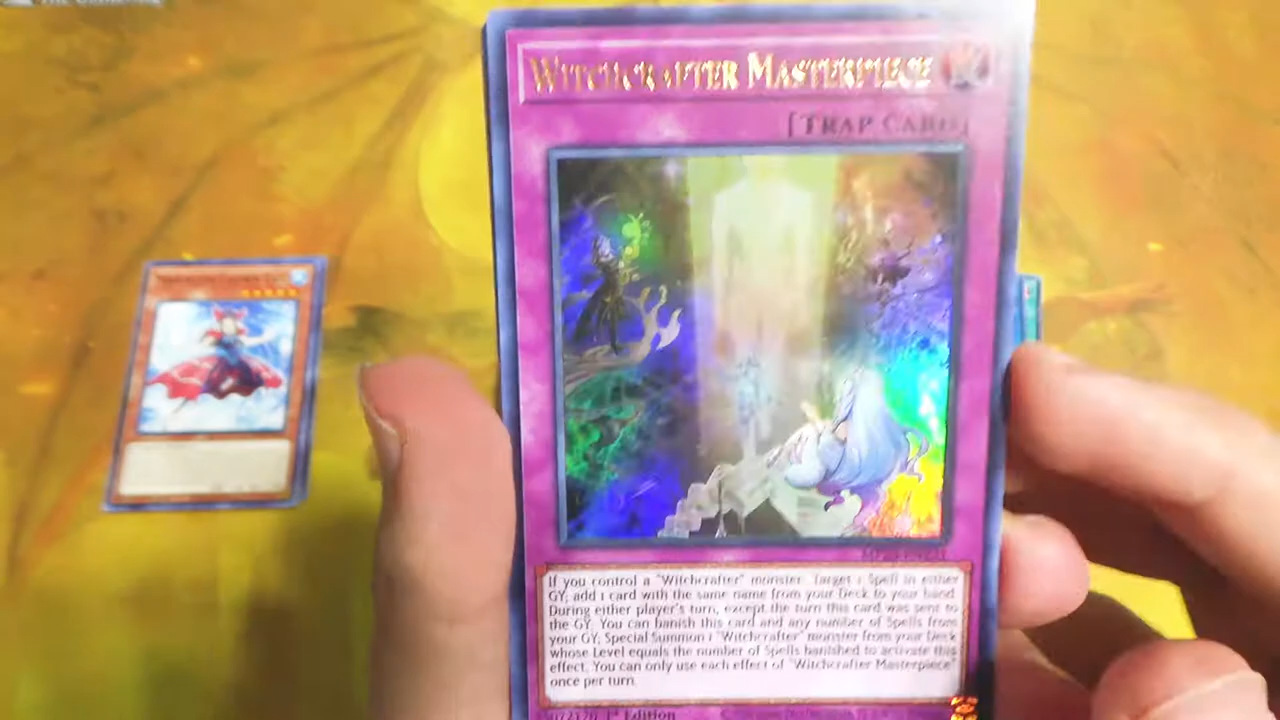 WITCHCRAFTER MASTERPIECE
[TRAP CARD]
If you control a "Witchcrafter" monster: Target 1 Spell in either
GY; add 1 card with the same name from your Deck to your hand.
During either player's turn, except the turn this card was sent to
the GY: You can banish this card and any number of Spells from
your GY; Special Summon 1 "Witchcrafter" monster from your Deck
whose Level equals the number of Spells banished to activate this
effect. You can only use each effect of "Witchcrafter Masterpiece"
once per turn.
1st Edition